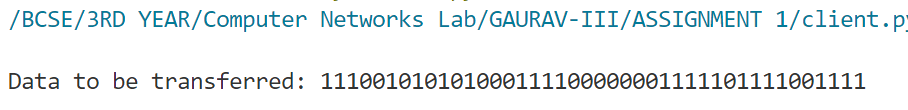 /BCSE/3RD YEAR/Computer Networks Lab/GAURAV-III/ASSIGNMENT 1/client.py
Data to be transferred: 111001010101000111100000001111101111001111